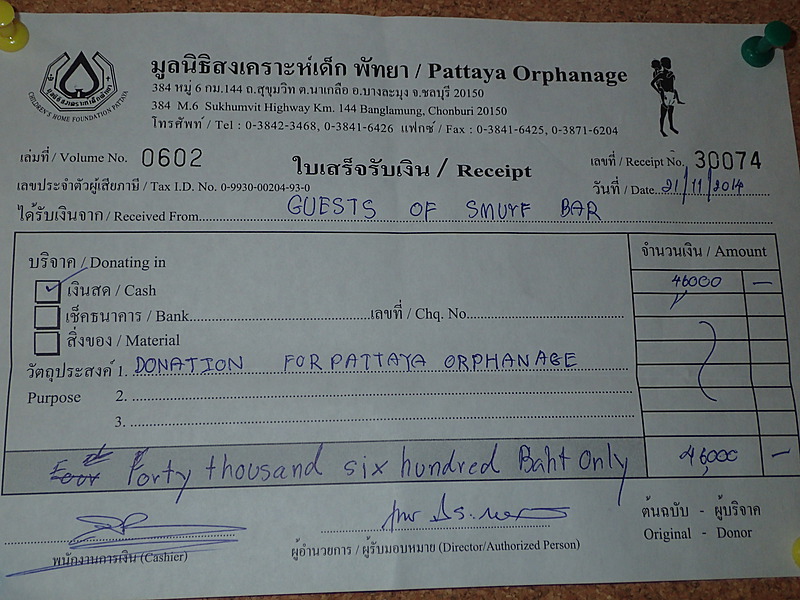 มูลนิธิสงเคราะห์เด็ก พัทยา / Pattaya Orphanage
384 หมู่ 6 กม.144 ถ.สุขุมวิท ต.นาเกลือ อ.บางละมุง จ.ชลบุรี 20150
384 M.6 Sukhumvit Highway Km. 144 Banglamung, Chonburi 20150
โทรศัพท์ / Tel : 0-3842-3468, 0-3841-6426 แฟกซ์ / Fax : 0-3841-6425, 0-3871-6204
CHILDREN'S HOME FOUNDATION PATTAYA
เล่มที่ / Volume No. 0602
ใบเสร็จรับเงิน / Receipt
เลขที่ / Receipt No. 30074
เลขประจำตัวผู้เสียภาษี / Tax I.D. No. 0-9930-00204-93-0
วันที่ / Date 21/11/2014
ได้รับเงินจาก / Received From GUESTS OF SMURF BAR
บริจาค / Donating in
จำนวนเงิน / Amount
เงินสด / Cash
46000 —
เช็คธนาคาร / Bank เลขที่ / Chq. No.
สิ่งของ / Material
วัตถุประสงค์ 1. DONATION FOR PATTAYA ORPHANAGE
Purpose 2.
3.
Forty thousand six hundred Baht Only
46,000 —
พนักงานการเงิน (Cashier)
ผู้อำนวยการ / ผู้รับมอบหมาย (Director/Authorized Person)
ต้นฉบับ - ผู้บริจาค
Original - Donor